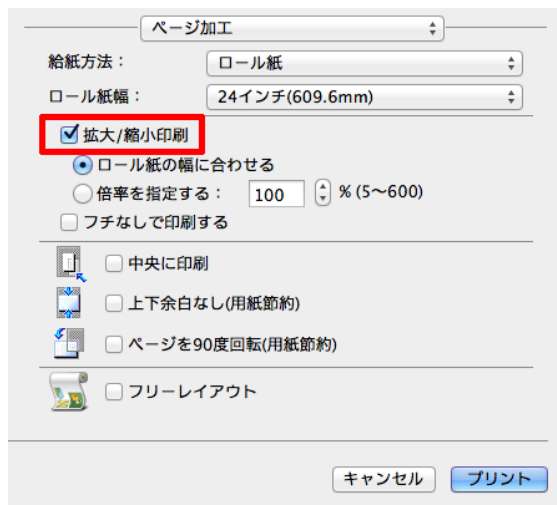 ページ加工
給紙方法： ロール紙
ロール紙幅： 24インチ(609.6mm)
拡大/縮小印刷
ロール紙の幅に合わせる
倍率を指定する： 100 % (5〜600)
フチなしで印刷する
中央に印刷
上下余白なし(用紙節約)
ページを90度回転(用紙節約)
フリーレイアウト
キャンセル プリント